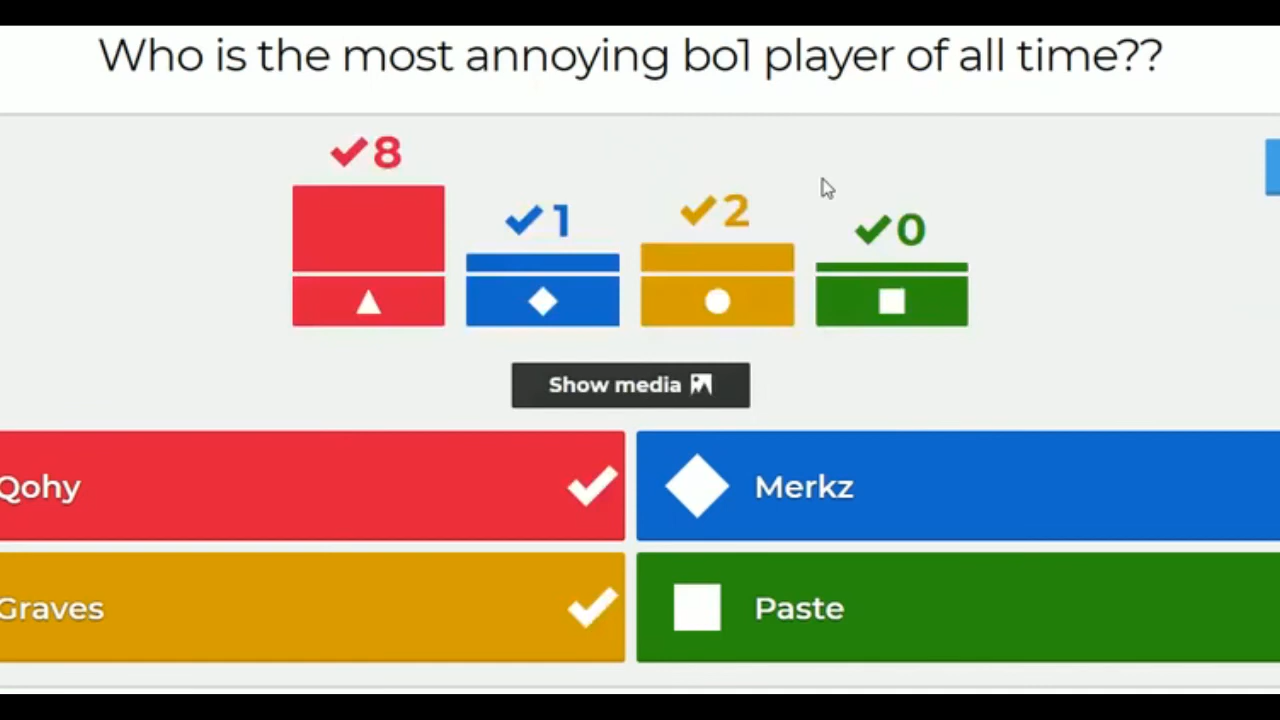 Who is the most annoying bo1 player of all time??
8
1
2
0
Show media
Qohy
Merkz
Graves
Paste